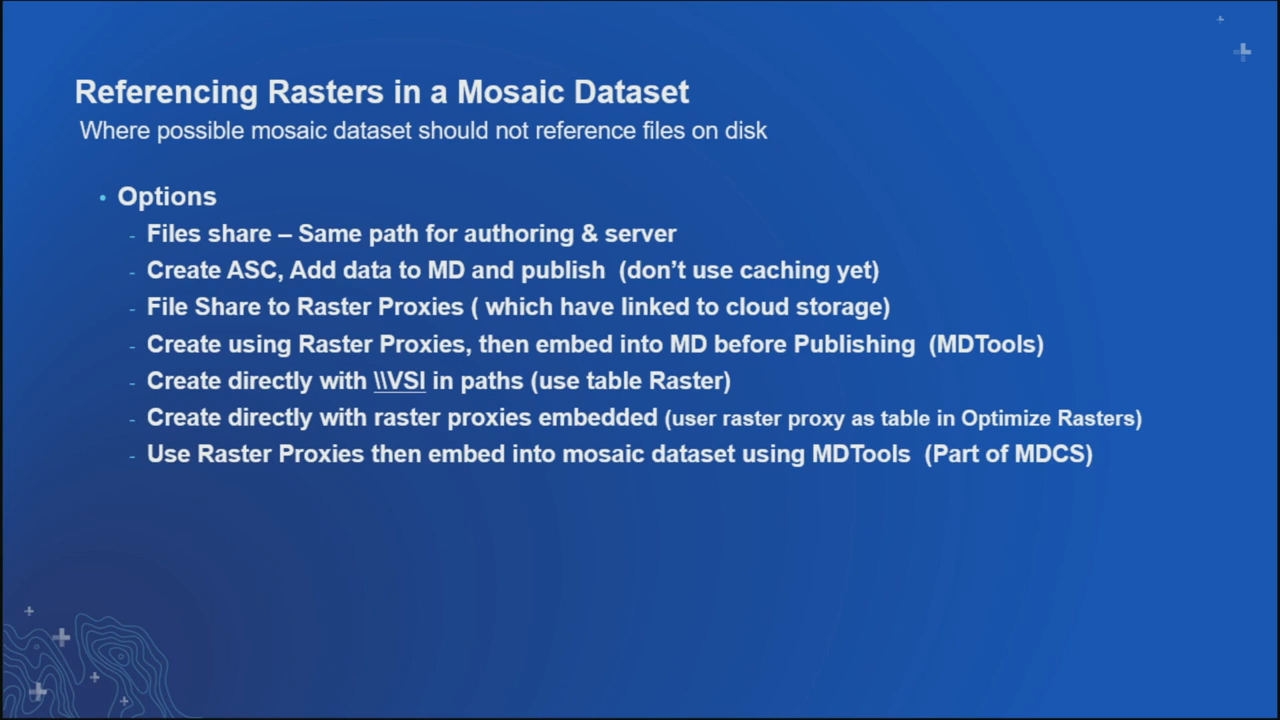 Referencing Rasters in a Mosaic Dataset
Where possible mosaic dataset should not reference files on disk
• Options
- Files share – Same path for authoring & server
- Create ASC, Add data to MD and publish (don't use caching yet)
- File Share to Raster Proxies ( which have linked to cloud storage)
- Create using Raster Proxies, then embed into MD before Publishing (MDTools)
- Create directly with \\VSI in paths (use table Raster)
- Create directly with raster proxies embedded (user raster proxy as table in Optimize Rasters)
- Use Raster Proxies then embed into mosaic dataset using MDTools (Part of MDCS)